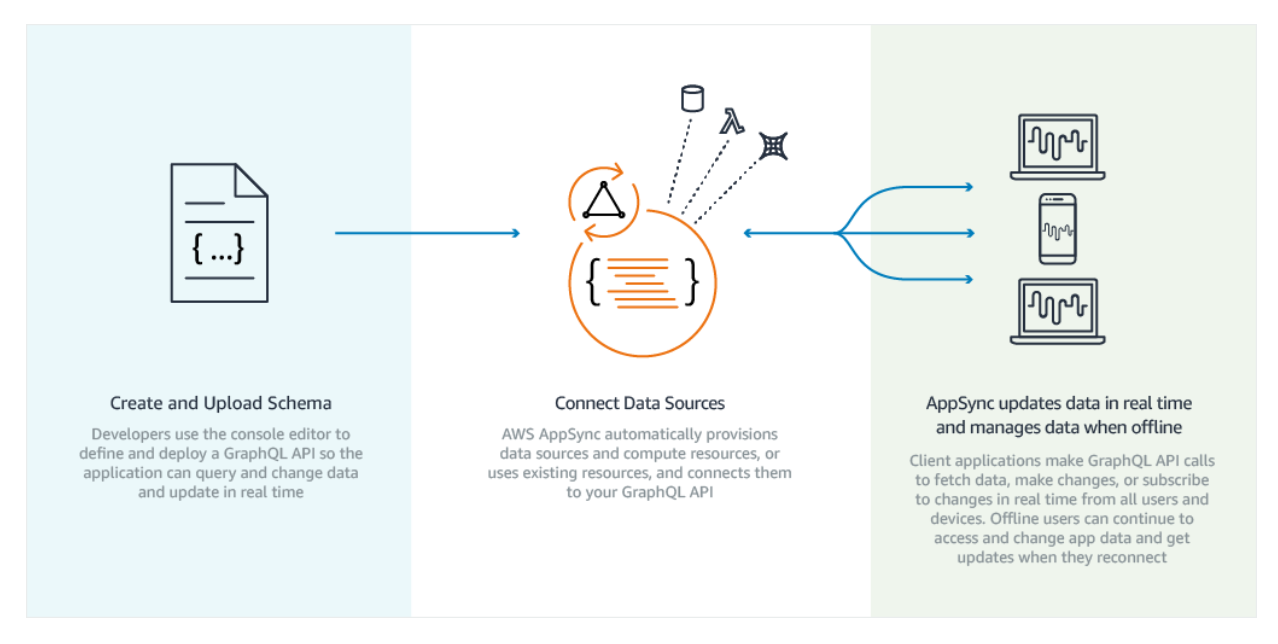 { ... }
{ }
Create and Upload Schema
Developers use the console editor to
define and deploy a GraphQL API so the
application can query and change data
and update in real time
Connect Data Sources
AWS AppSync automatically provisions
data sources and compute resources, or
uses existing resources, and connects them
to your GraphQL API
AppSync updates data in real time
and manages data when offline
Client applications make GraphQL API calls
to fetch data, make changes, or subscribe
to changes in real time from all users and
devices. Offline users can continue to
access and change app data and get
updates when they reconnect